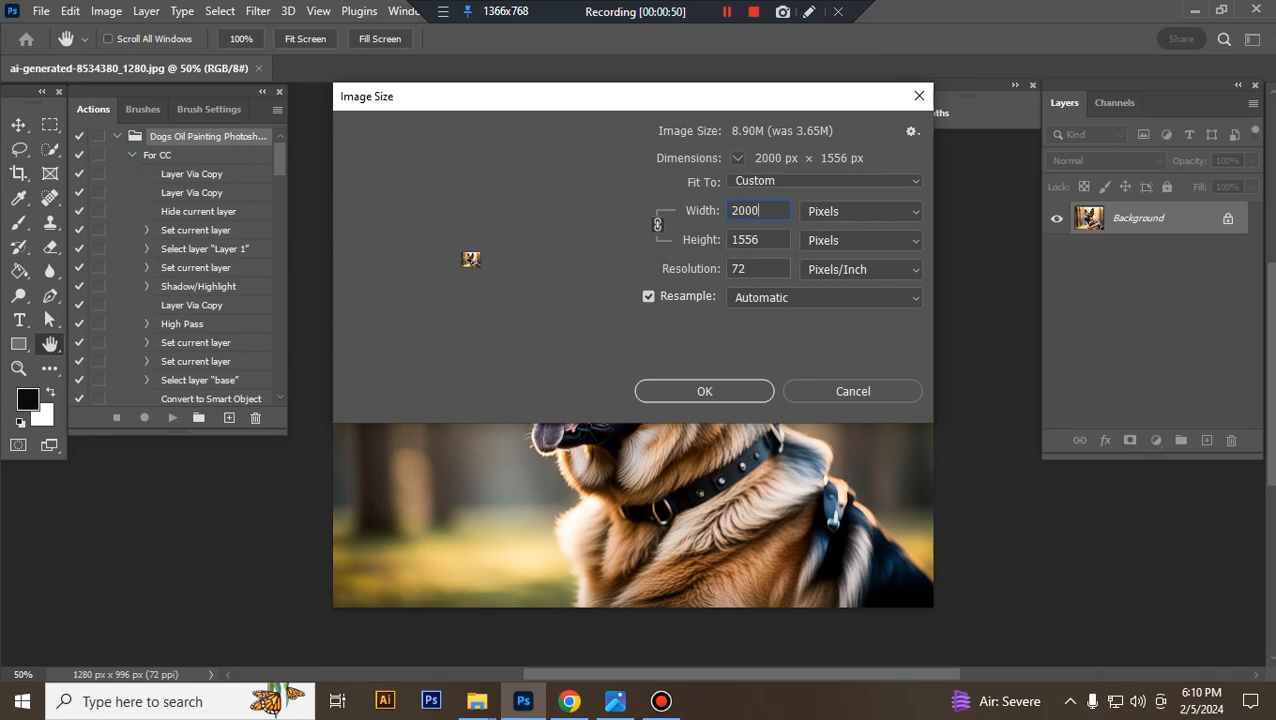 Ps File Edit Image Layer Type Select Filter 3D View Plugins Wind
1366x768 Recording [00:00:50]
Scroll All Windows 100% Fit Screen Fill Screen Share
ai-generated-8534380_1280.jpg @ 50% (RGB/8#)
Actions Brushes Brush Settings
Dogs Oil Painting Photosh...
For CC
Layer Via Copy
Layer Via Copy
Hide current layer
Set current layer
Select layer “Layer 1”
Set current layer
Shadow/Highlight
Layer Via Copy
High Pass
Set current layer
Set current layer
Select layer “base”
Convert to Smart Object
Image Size
Image Size: 8.90M (was 3.65M)
Dimensions: 2000 px × 1556 px
Fit To: Custom
Width: 2000 Pixels
Height: 1556 Pixels
Resolution: 72 Pixels/Inch
Resample: Automatic
OK Cancel
Layers Channels
Kind
Normal Opacity: 100%
Lock: Fill: 100%
Background
50% 1280 px x 996 px (72 ppi)
Type here to search
Ai Ps Ps
Air: Severe
6:10 PM
2/5/2024